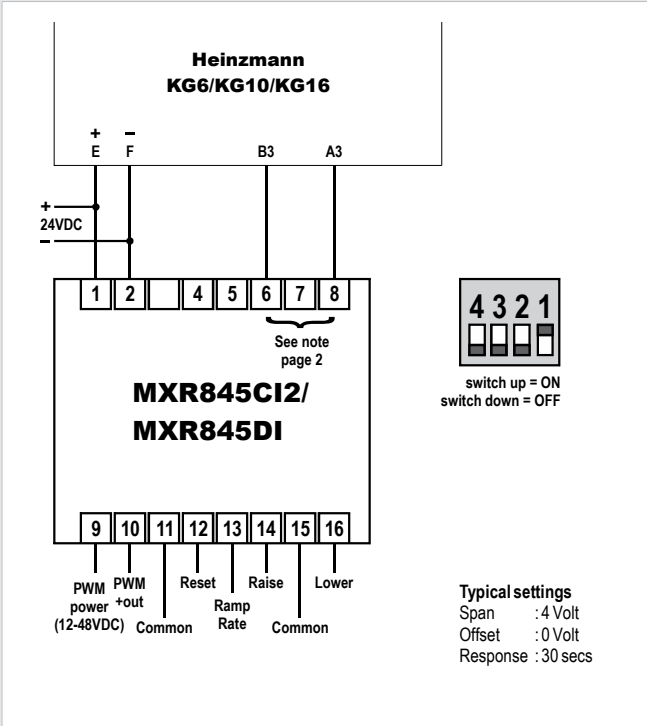 Heinzmann
KG6/KG10/KG16
+ −
E F B3 A3
+
24VDC
−
1 2 4 5 6 7 8
See note
page 2
4 3 2 1
switch up = ON
switch down = OFF
MXR845CI2/
MXR845DI
9 10 11 12 13 14 15 16
PWM
power
(12-48VDC)
PWM
+out
Common
Reset
Ramp
Rate
Raise
Common
Lower
Typical settings
Span : 4 Volt
Offset : 0 Volt
Response : 30 secs